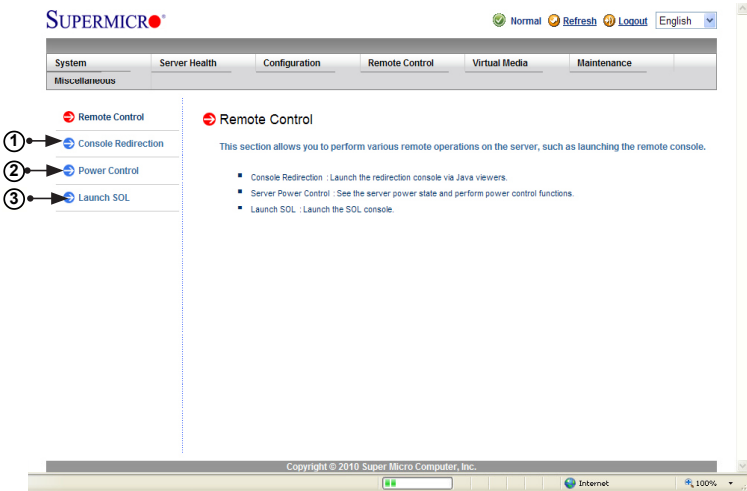 SUPERMICR
Normal Refresh Logout English
System Server Health Configuration Remote Control Virtual Media Maintenance
Miscellaneous
Remote Control
1 Console Redirection
2 Power Control
3 Launch SOL
Remote Control
This section allows you to perform various remote operations on the server, such as launching the remote console.
Console Redirection : Launch the redirection console via Java viewers.
Server Power Control : See the server power state and perform power control functions.
Launch SOL : Launch the SOL console.
Copyright © 2010 Super Micro Computer, Inc.
Internet 100%